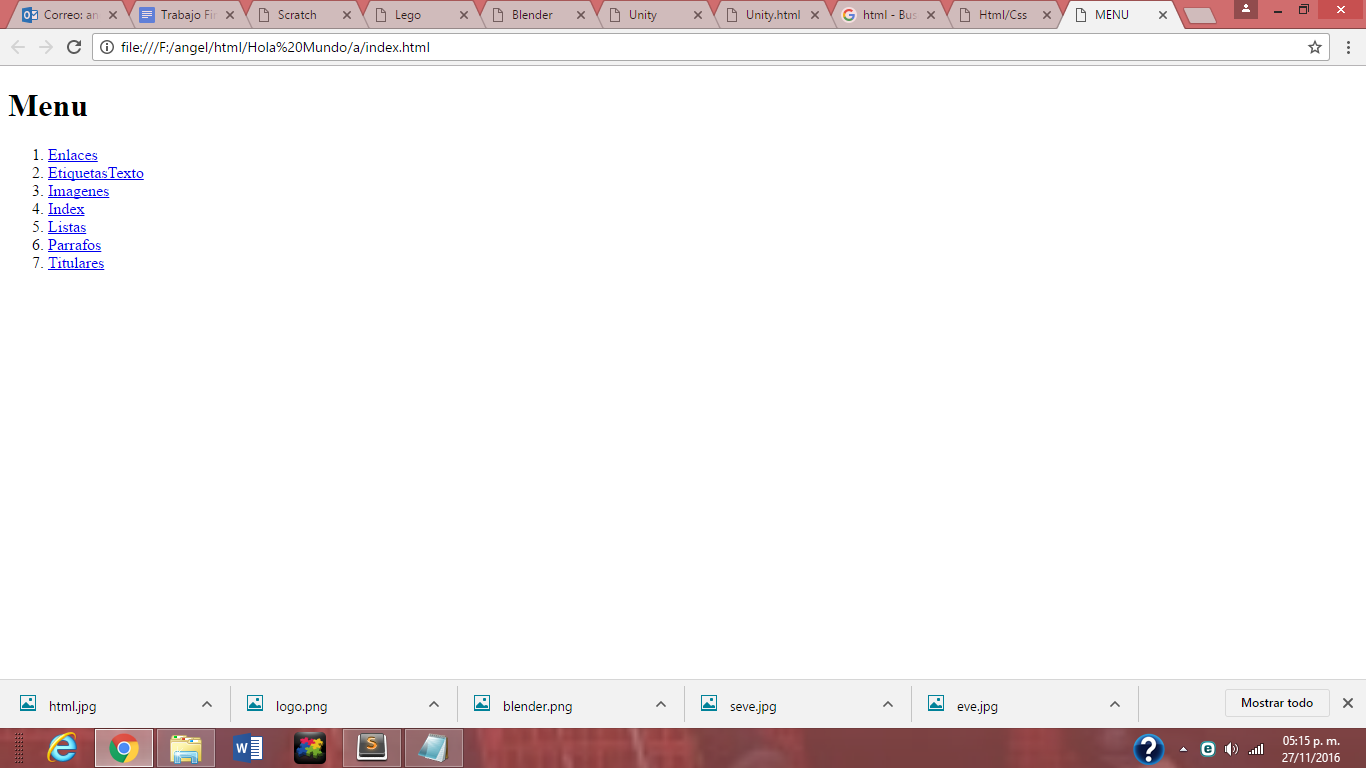 Correo: an Trabajo Fin Scratch Lego Blender Unity Unity.html html - Bus Html/Css MENU
file:///F:/angel/html/Hola%20Mundo/a/index.html
Menu
1. Enlaces
2. EtiquetasTexto
3. Imagenes
4. Index
5. Listas
6. Parrafos
7. Titulares
html.jpg logo.png blender.png seve.jpg eve.jpg Mostrar todo
05:15 p. m.
27/11/2016